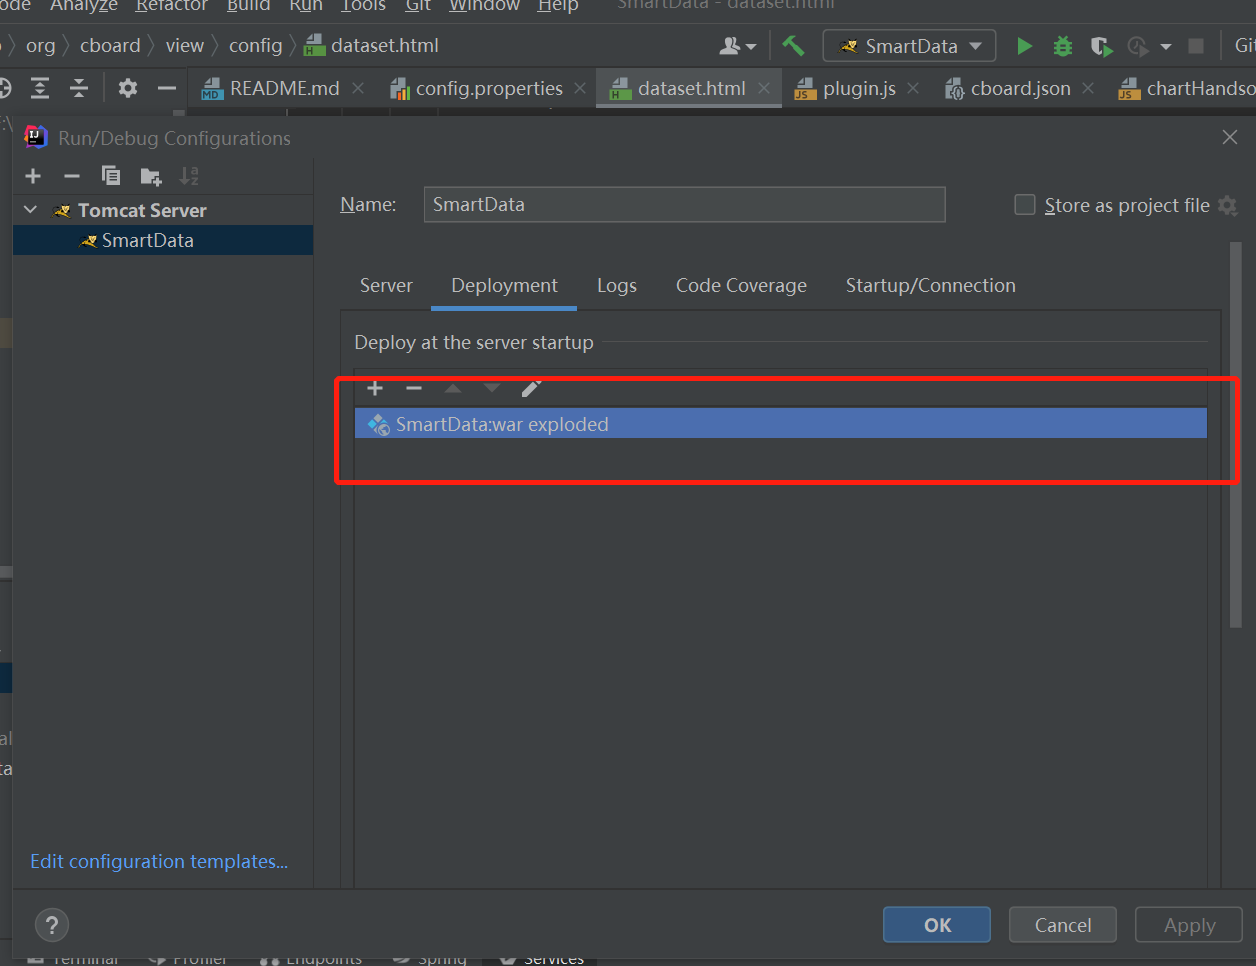 Analyze Refactor Build Run Tools Git Window Help SmartData - dataset.html
org cboard view config dataset.html SmartData Git
README.md config.properties dataset.html plugin.js cboard.json chartHandso
Run/Debug Configurations
Tomcat Server
SmartData
Name: SmartData
Store as project file
Server Deployment Logs Code Coverage Startup/Connection
Deploy at the server startup
SmartData:war exploded
Edit configuration templates...
? OK Cancel Apply
Terminal Profiler Endpoints Spring Services